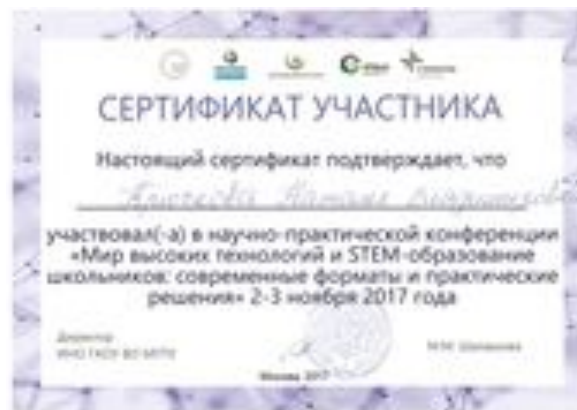 СЕРТИФИКАТ УЧАСТНИКА
Настоящий сертификат подтверждает, что
участвовал(-а) в научно-практической конференции
«Мир высоких технологий и STEM-образование
школьников: современные форматы и практические
решения» 2-3 ноября 2017 года
Директор
Москва 2017